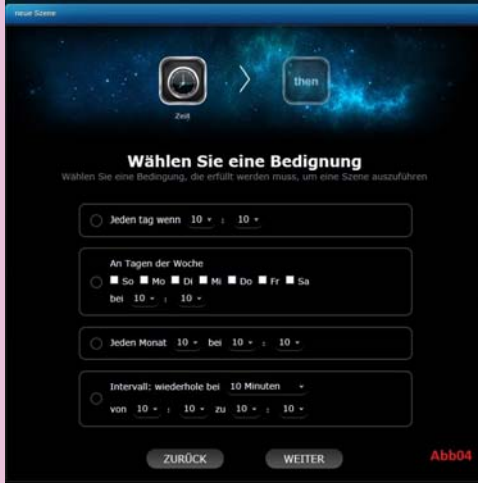 neue Szene
then
Zeit
Wählen Sie eine Bedignung
Wählen Sie eine Bedingung, die erfüllt werden muss, um eine Szene auszuführen
Jeden tag wenn 10 : 10
An Tagen der Woche
So Mo Di Mi Do Fr Sa
bei 10 : 10
Jeden Monat 10 bei 10 : 10
Intervall: wiederhole bei 10 Minuten
von 10 : 10 zu 10 : 10
ZURÜCK WEITER Abb04